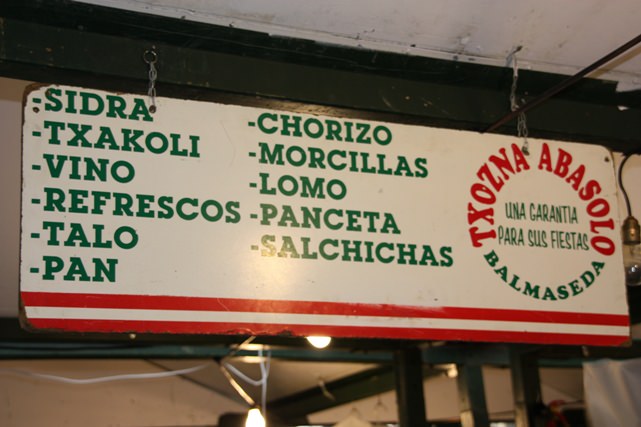 -SIDRA
-TXAKOLI
-VINO
-REFRESCOS
-TALO
-PAN
-CHORIZO
-MORCILLAS
-LOMO
-PANCETA
-SALCHICHAS
TXOZNA ABASOLO
UNA GARANTIA
PARA SUS FIESTAS
BALMASEDA